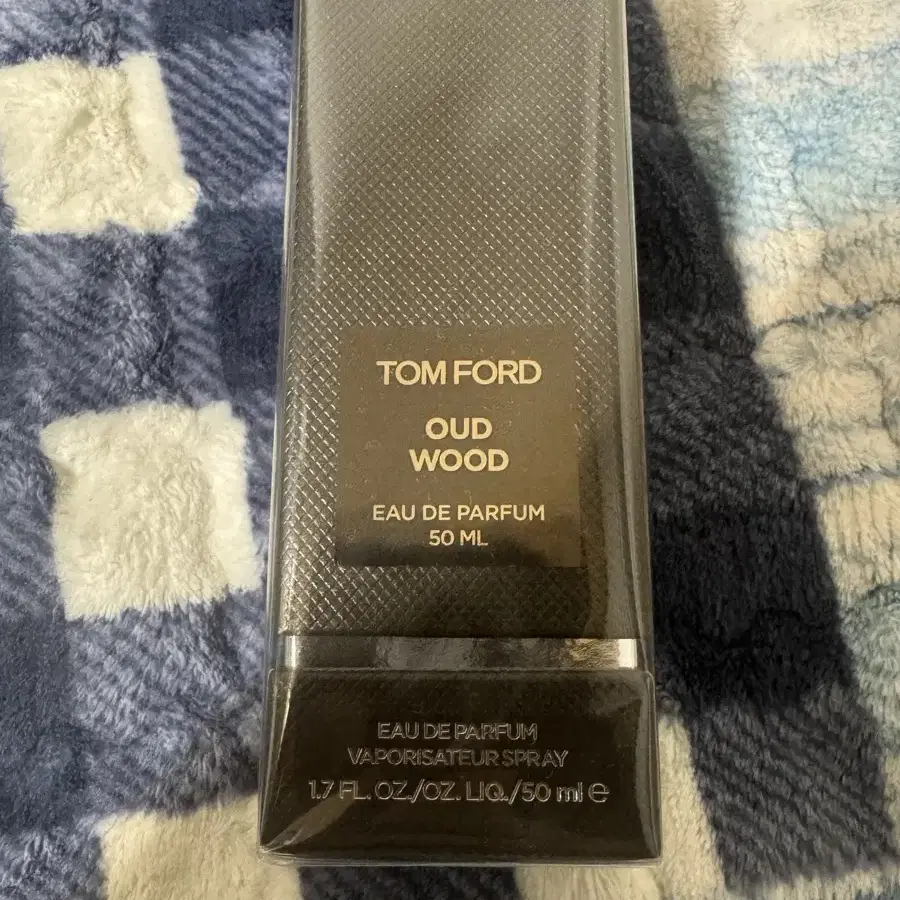 TOM FORD
OUD
WOOD
EAU DE PARFUM
50 ML
EAU DE PARFUM
VAPORISATEUR SPRAY
1.7 FL. OZ./OZ. LIQ./50 ml ℮